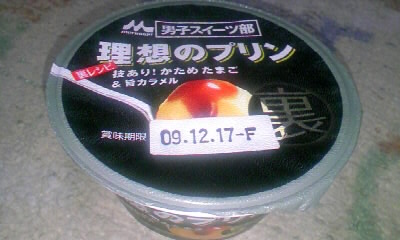 morinaga 男子スイーツ部
理想のプリン
裏レシピ
技あり!かためたまご
&旨カラメル
裏
賞味期限 09.12.17-F